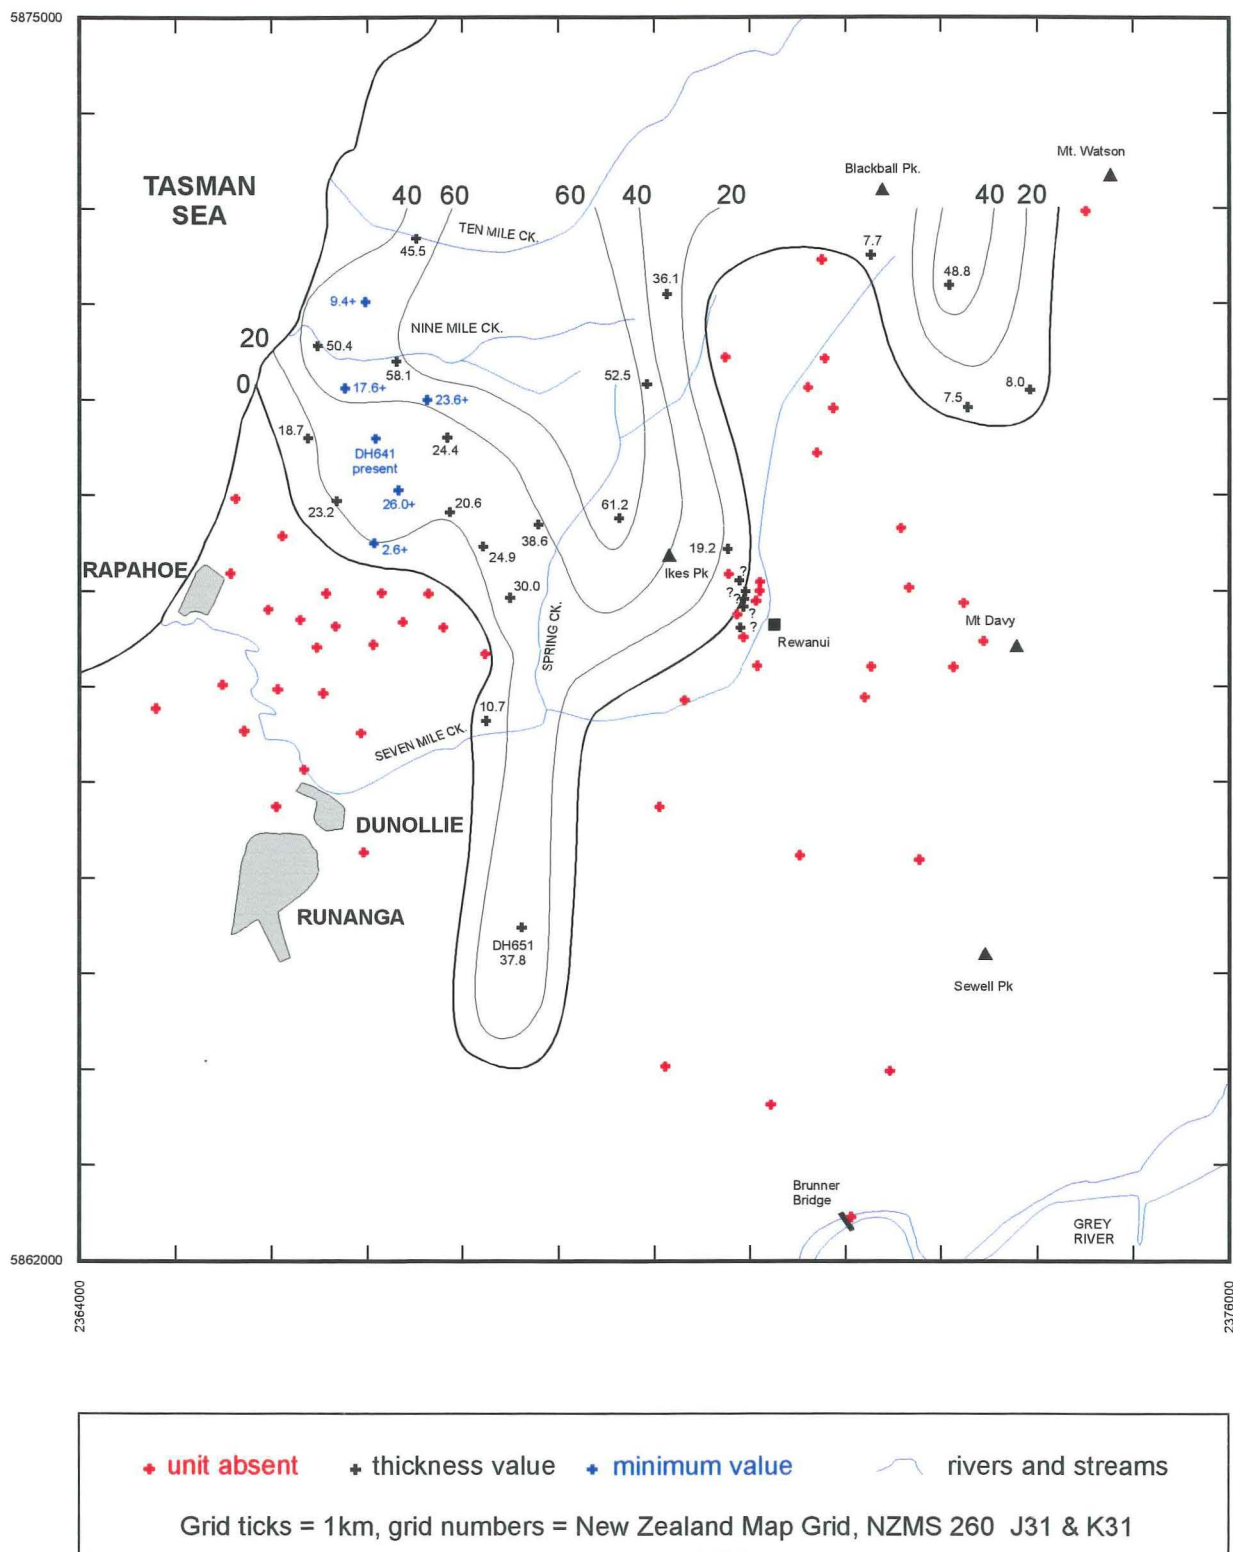 5875000
Mt. Watson
Blackball Pk.
TASMAN
SEA
40 60
60 40 20
40 20
TEN MILE CK.
45.5
7.7
48.8
36.1
9.4+
NINE MILE CK.
20
50.4
58.1
52.5
0
17.6+
23.6+
8.0
7.5
18.7
24.4
DH641
present
26.0+
20.6
61.2
23.2
38.6
19.2
2.6+
24.9
RAPAHOE
Ikes Pk
?
?
?
?
?
30.0
Mt Davy
Rewanui
SPRING CK.
10.7
SEVEN MILE CK.
DUNOLLIE
RUNANGA
DH651
37.8
Sewell Pk
Brunner
Bridge
GREY
RIVER
5862000
2364000
2376000
unit absent thickness value minimum value rivers and streams
Grid ticks = 1km, grid numbers = New Zealand Map Grid, NZMS 260 J31 & K31